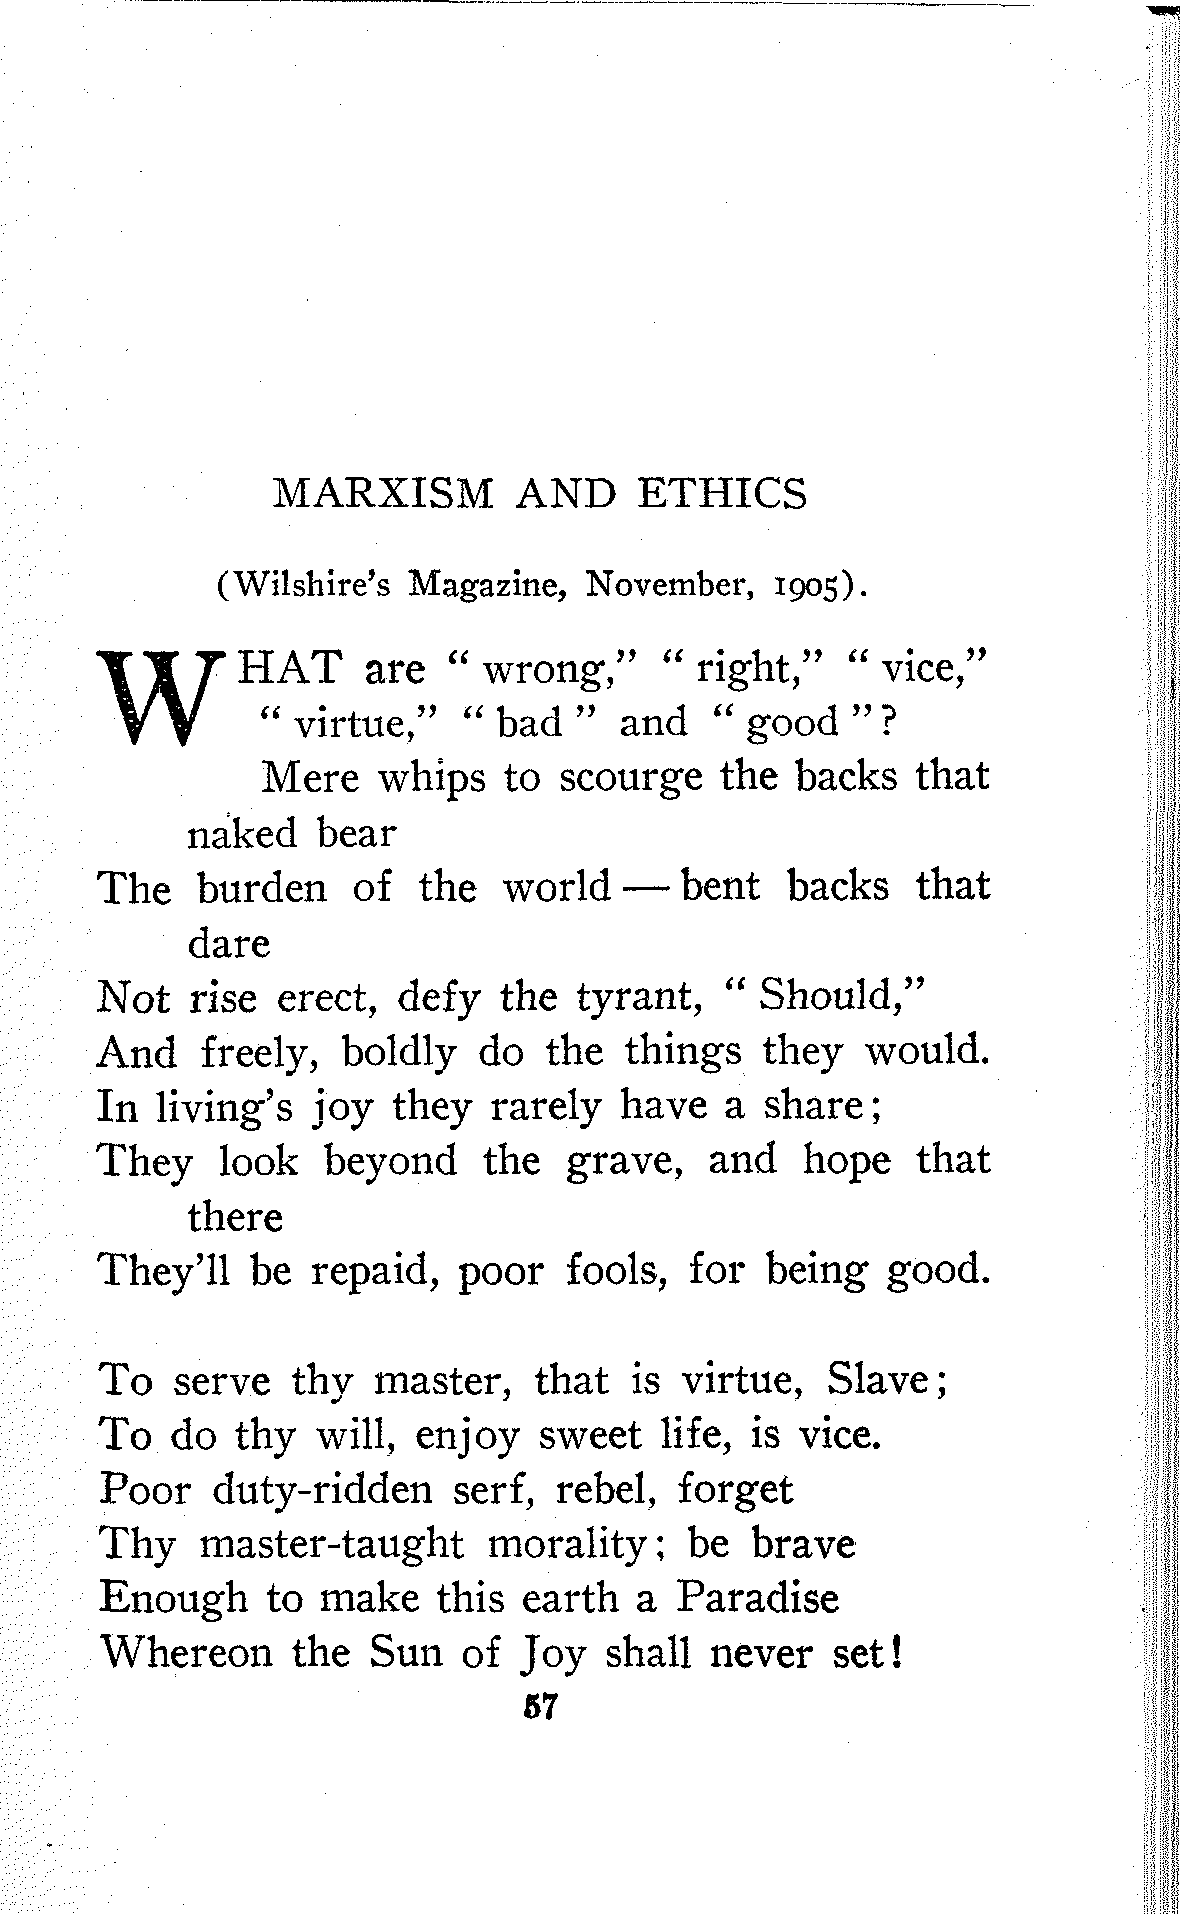 MARXISM AND ETHICS
(Wilshire's Magazine, November, 1905).
WHAT are “ wrong,” “ right,” “ vice,”
“ virtue,” “ bad ” and “ good ”?
Mere whips to scourge the backs that
naked bear
The burden of the world — bent backs that
dare
Not rise erect, defy the tyrant, “ Should,”
And freely, boldly do the things they would.
In living's joy they rarely have a share;
They look beyond the grave, and hope that
there
They'll be repaid, poor fools, for being good.
To serve thy master, that is virtue, Slave;
To do thy will, enjoy sweet life, is vice.
Poor duty-ridden serf, rebel, forget
Thy master-taught morality; be brave
Enough to make this earth a Paradise
Whereon the Sun of Joy shall never set!
57